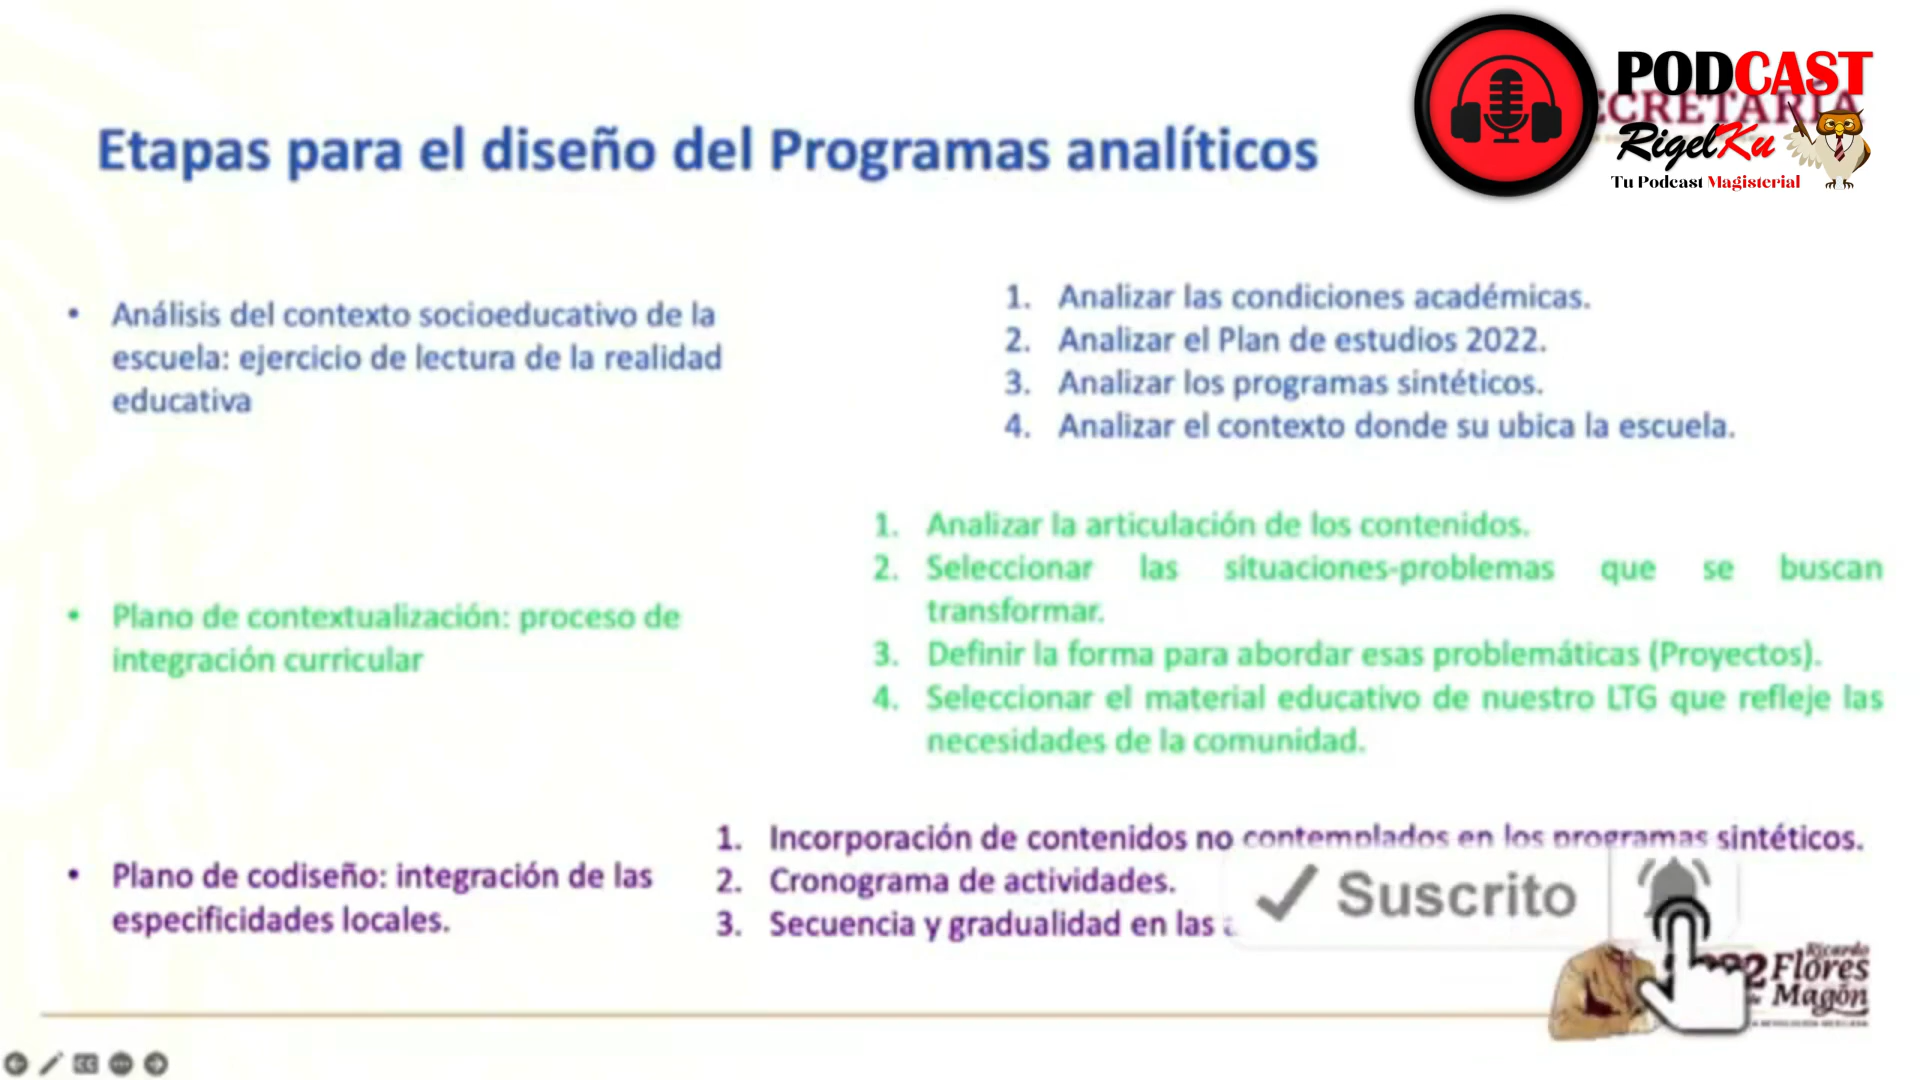 PODCAST
ECRETARÍA
RigelKu
Tu Podcast Magisterial
Etapas para el diseño del Programas analíticos
• Análisis del contexto socioeducativo de la
escuela: ejercicio de lectura de la realidad
educativa
1. Analizar las condiciones académicas.
2. Analizar el Plan de estudios 2022.
3. Analizar los programas sintéticos.
4. Analizar el contexto donde su ubica la escuela.
• Plano de contextualización: proceso de
integración curricular
1. Analizar la articulación de los contenidos.
2. Seleccionar las situaciones-problemas que se buscan
transformar.
3. Definir la forma para abordar esas problemáticas (Proyectos).
4. Seleccionar el material educativo de nuestro LTG que refleje las
necesidades de la comunidad.
• Plano de codiseño: integración de las
especificidades locales.
1. Incorporación de contenidos no contemplados en los programas sintéticos.
2. Cronograma de actividades.
3. Secuencia y gradualidad en las
Suscrito
Ricardo
Flores
Magón